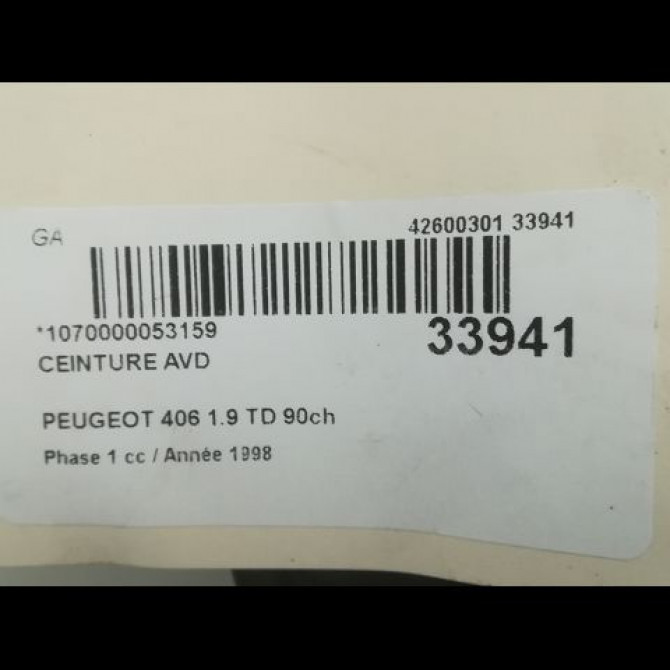 GA
42600301 33941
*1070000053159
33941
CEINTURE AVD
PEUGEOT 406 1.9 TD 90ch
Phase 1 cc / Année 1998